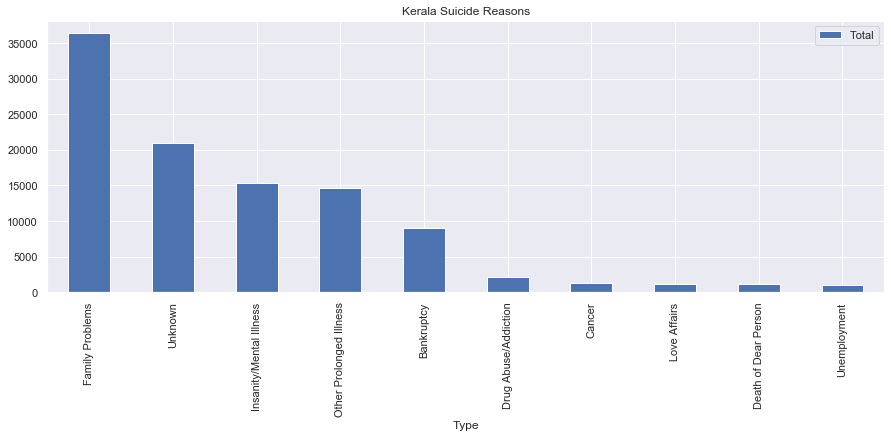 Kerala Suicide Reasons
Total
35000
30000
25000
20000
15000
10000
5000
0
Family Problems
Unknown
Insanity/Mental Illness
Other Prolonged Illness
Bankruptcy
Drug Abuse/Addiction
Cancer
Love Affairs
Death of Dear Person
Unemployment
Type